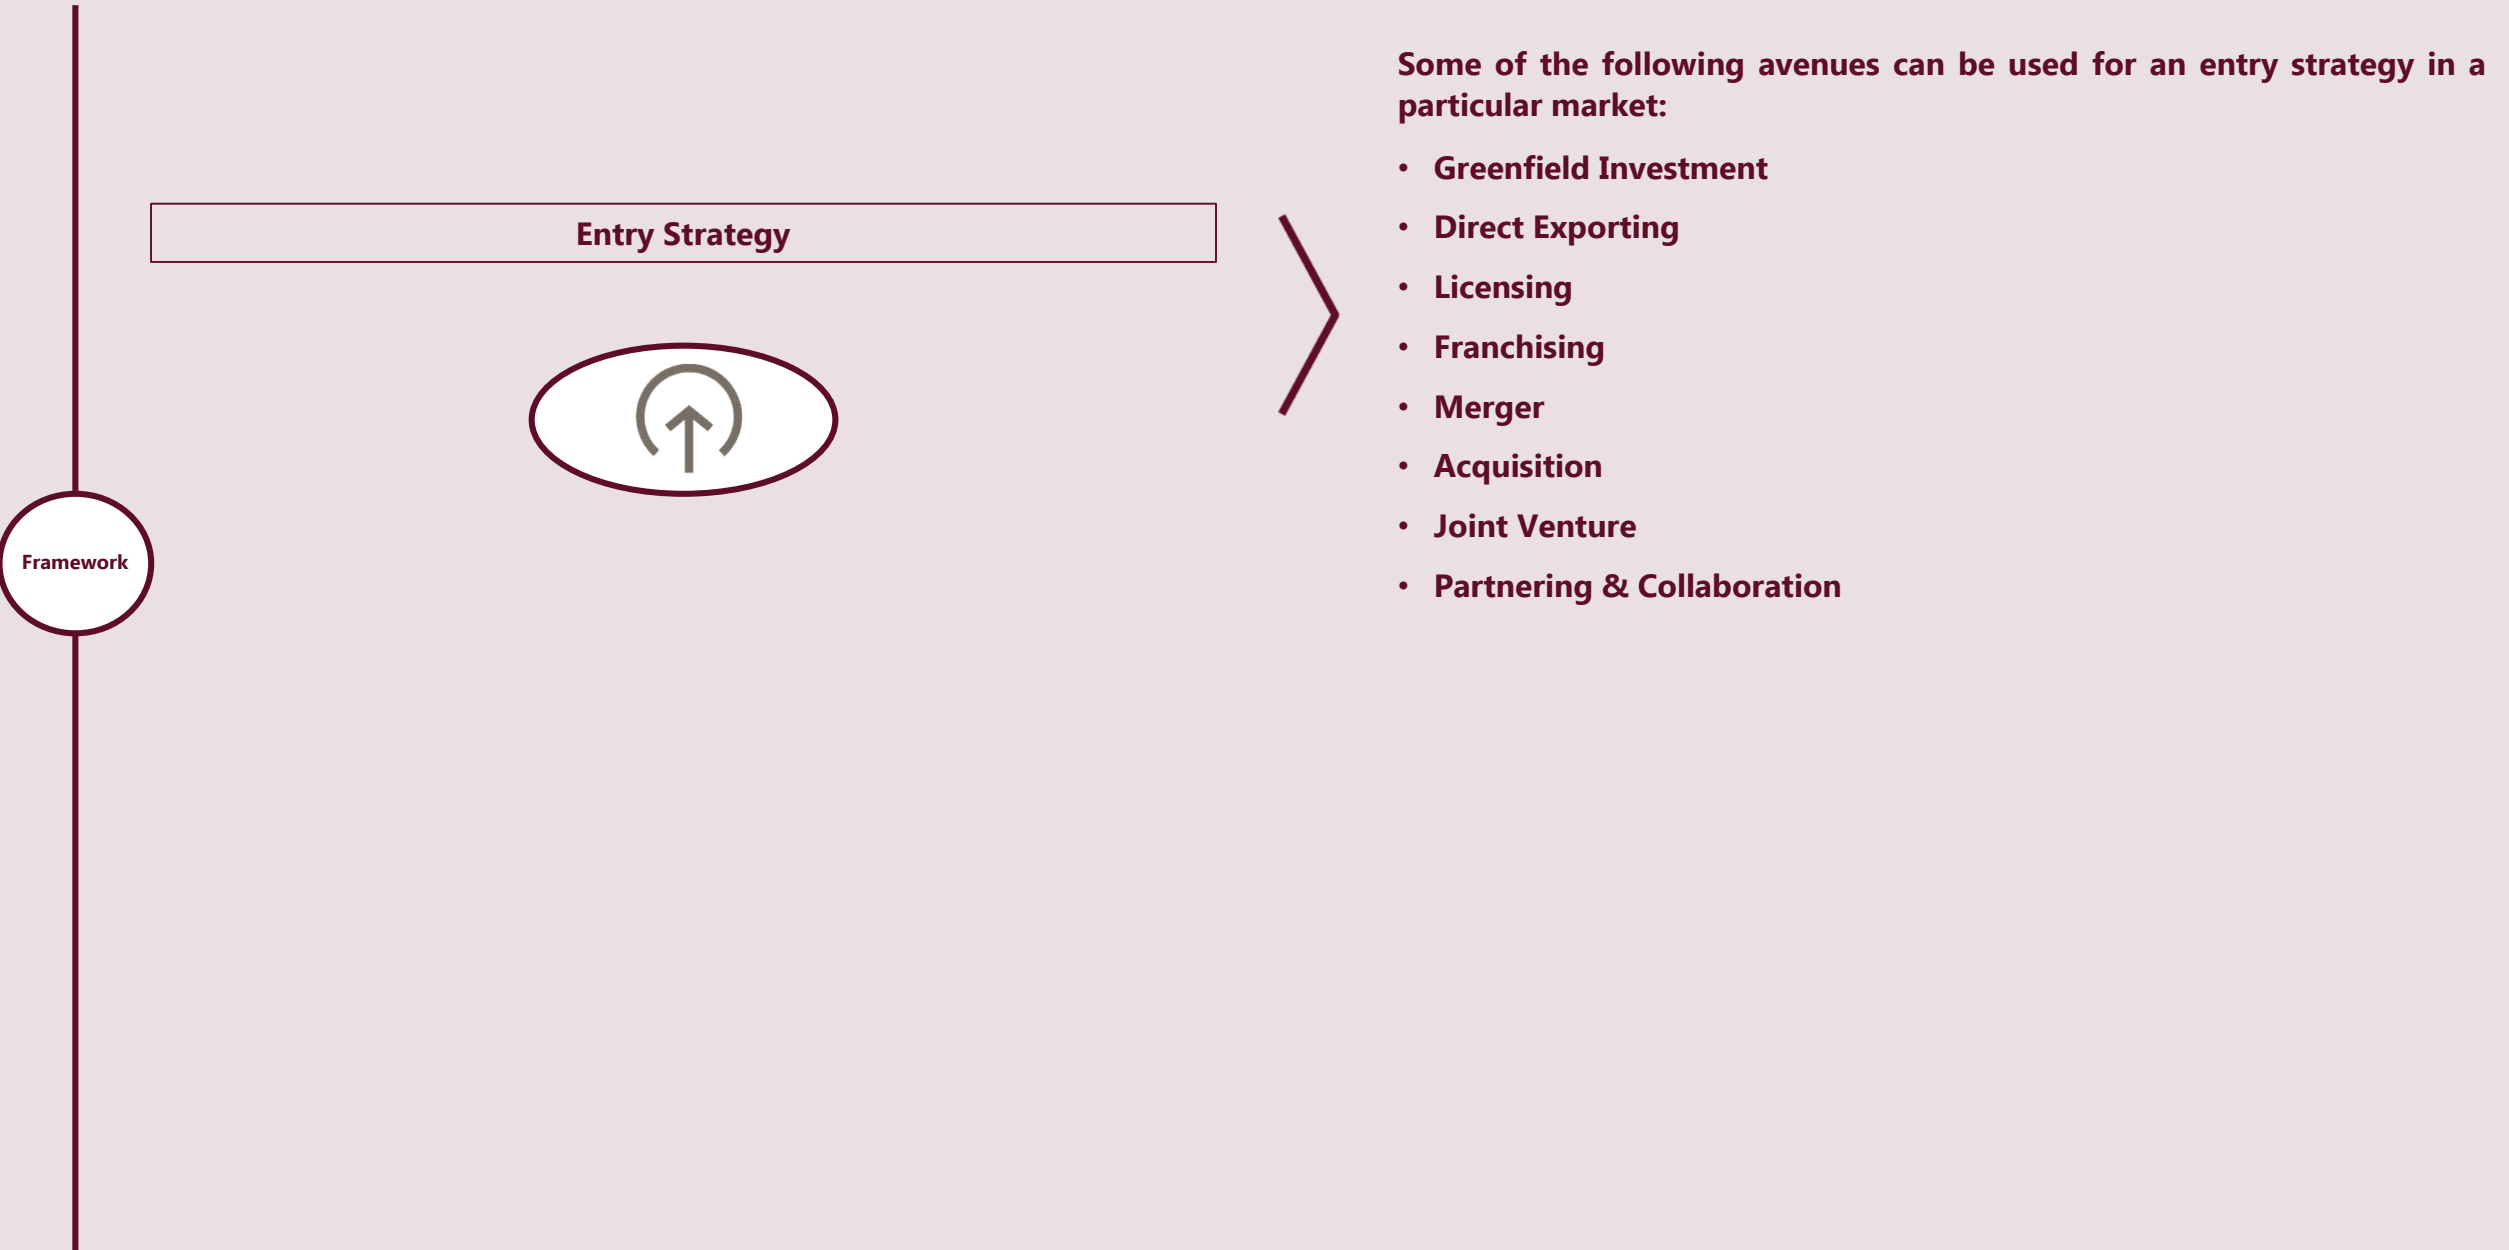 Framework
Entry Strategy
Some of the following avenues can be used for an entry strategy in a
particular market:
• Greenfield Investment
• Direct Exporting
• Licensing
• Franchising
• Merger
• Acquisition
• Joint Venture
• Partnering & Collaboration